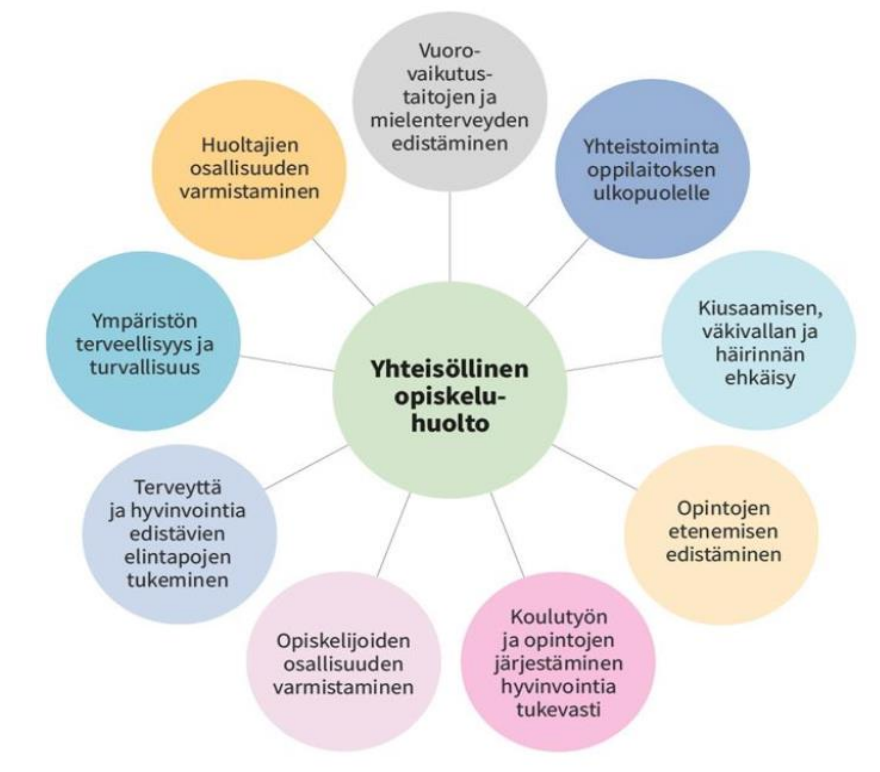 Vuoro-
vaikutus-
taitojen ja
mielenterveyden
edistäminen
Yhteistoiminta
oppilaitoksen
ulkopuolelle
Kiusaamisen,
väkivallan ja
häirinnän
ehkäisy
Opintojen
etenemisen
edistäminen
Koulutyön
ja opintojen
järjestäminen
hyvinvointia
tukevasti
Opiskelijoiden
osallisuuden
varmistaminen
Terveyttä
ja hyvinvointia
edistävien
elintapojen
tukeminen
Ympäristön
terveellisyys ja
turvallisuus
Huoltajien
osallisuuden
varmistaminen
Yhteisöllinen
opiskelu-
huolto